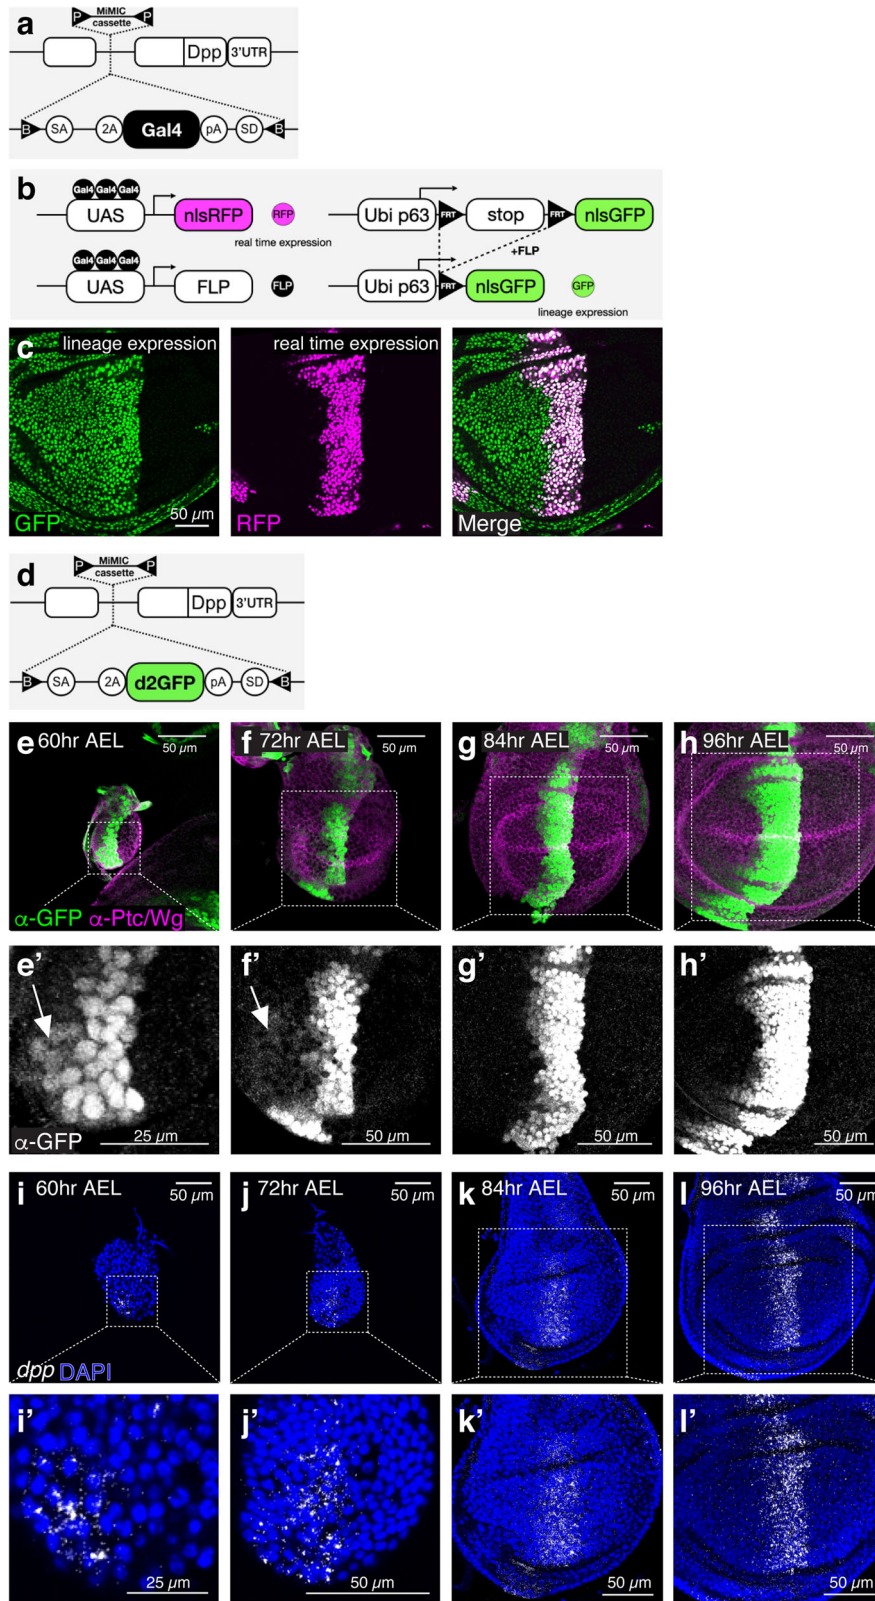 a
P MiMIC cassette P
Dpp 3'UTR
B SA 2A Gal4 pA SD B
b
Gal4 Gal4 Gal4
UAS nlsRFP RFP
real time expression
Ubi p63 FRT stop FRT nlsGFP
+FLP
Gal4 Gal4 Gal4
UAS FLP FLP
Ubi p63 FRT nlsGFP GFP
lineage expression
c lineage expression
real time expression
GFP 50 µm
RFP
Merge
d
P MiMIC cassette P
Dpp 3'UTR
B SA 2A d2GFP pA SD B
e 60hr AEL 50 µm
f 72hr AEL 50 µm
g 84hr AEL 50 µm
h 96hr AEL 50 µm
α-GFP α-Ptc/Wg
e'
f'
g'
h'
α-GFP 25 µm
50 µm
50 µm
50 µm
i 60hr AEL 50 µm
j 72hr AEL 50 µm
k 84hr AEL 50 µm
l 96hr AEL 50 µm
dpp DAPI
i'
j'
k'
l'
25 µm
50 µm
50 µm
50 µm